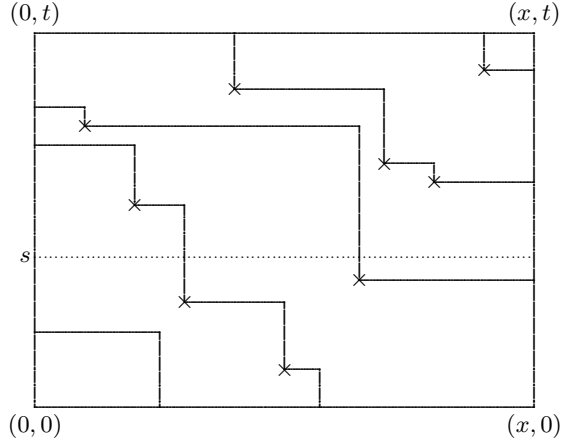 (0, t) (x, t)
s
(0, 0) (x, 0)